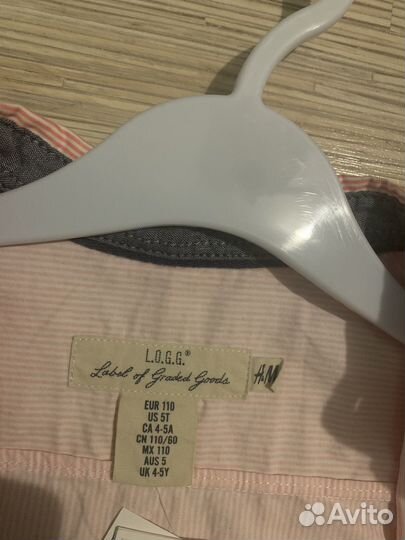 L.O.G.G.®
Label of Graded Goods
H&M
EUR 110
US 5T
CA 4-5A
CN 110/60
MX 110
AUS 5
UK 4-5Y
Avito